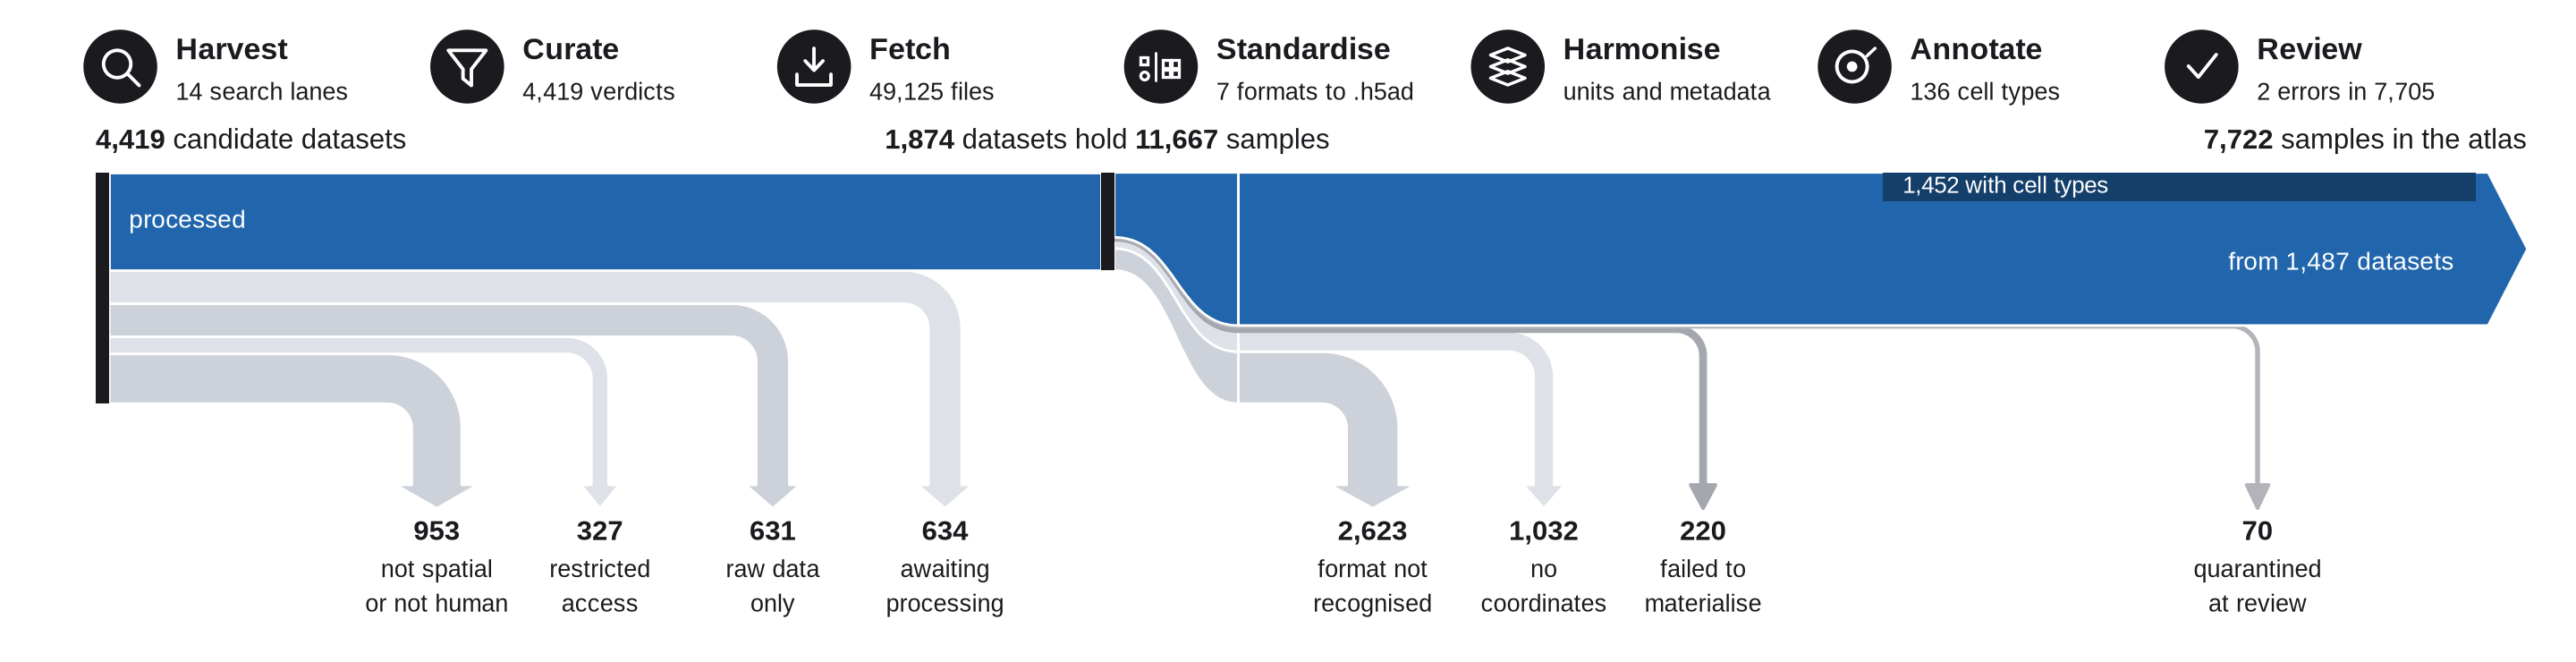 Harvest
14 search lanes
Curate
4,419 verdicts
Fetch
49,125 files
Standardise
7 formats to .h5ad
Harmonise
units and metadata
Annotate
136 cell types
Review
2 errors in 7,705
4,419 candidate datasets
1,874 datasets hold 11,667 samples
7,722 samples in the atlas
processed
1,452 with cell types
from 1,487 datasets
953
not spatial
or not human
327
restricted
access
631
raw data
only
634
awaiting
processing
2,623
format not
recognised
1,032
no
coordinates
220
failed to
materialise
70
quarantined
at review